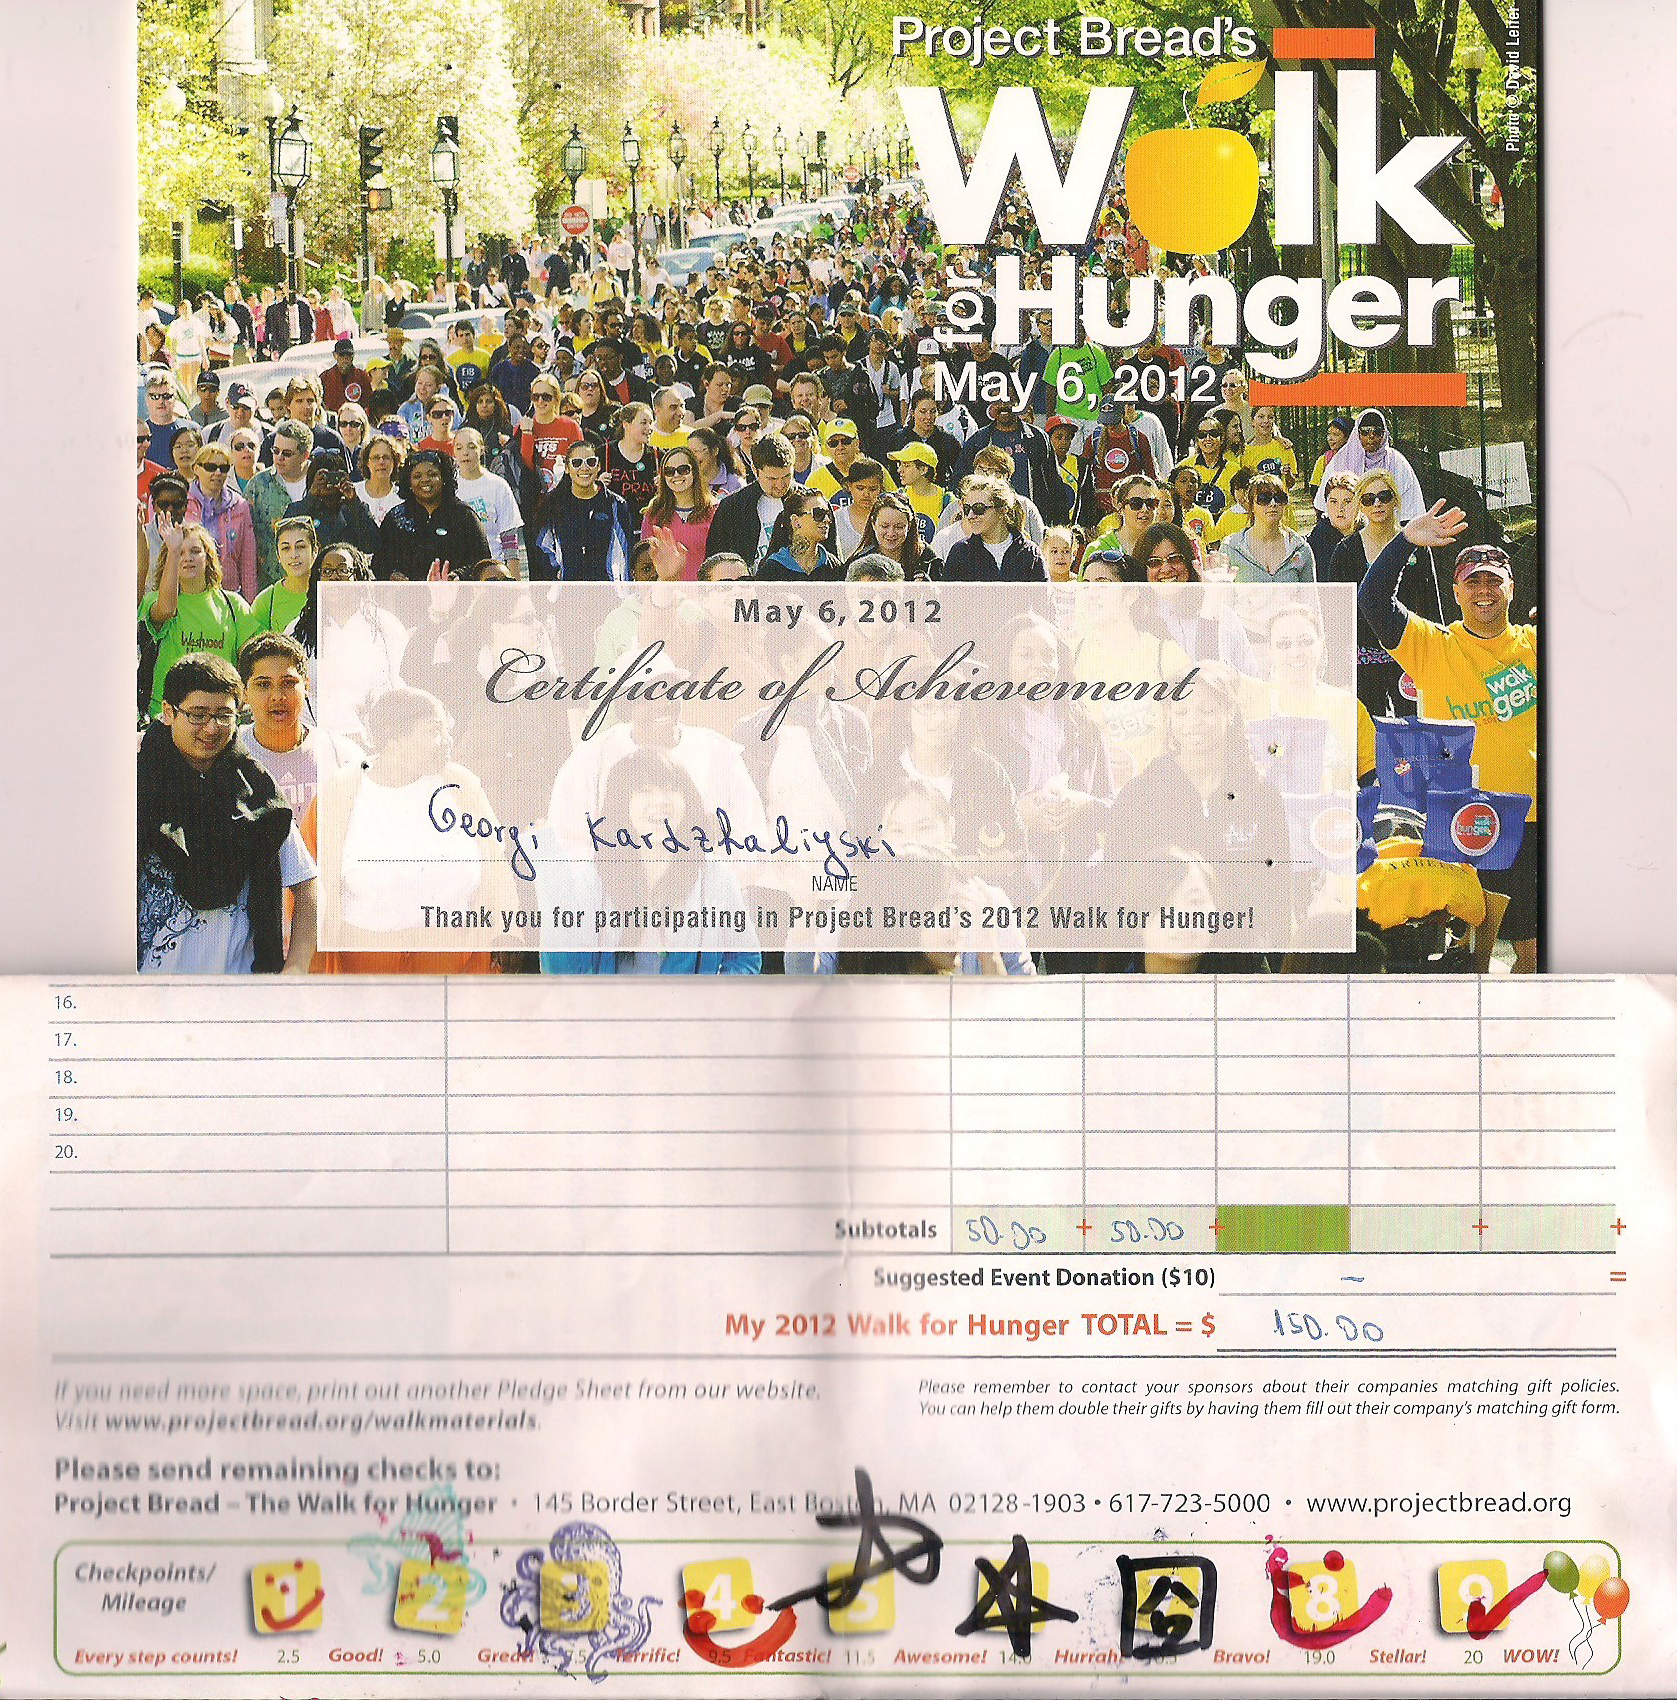 Project Bread's
Walk
for Hunger
May 6, 2012
Photo © David Leifer
May 6, 2012
Certificate of Achievement
Georgi Kardzhaliyski
NAME
Thank you for participating in Project Bread's 2012 Walk for Hunger!
16.
17.
18.
19.
20.
Subtotals 50.00 + 50.00 + + +
Suggested Event Donation ($10) – =
My 2012 Walk for Hunger TOTAL = $ 150.00
If you need more space, print out another Pledge Sheet from our website.
Visit www.projectbread.org/walkmaterials.
Please remember to contact your sponsors about their companies matching gift policies.
You can help them double their gifts by having them fill out their company's matching gift form.
Please send remaining checks to:
Project Bread – The Walk for Hunger • 145 Border Street, East Boston, MA 02128-1903 • 617-723-5000 • www.projectbread.org
Checkpoints/
Mileage
1 2 3 4 5 8 9
Every step counts! 2.5 Good! 5.0 Great! 7.5 Terrific! 9.5 Fantastic! 11.5 Awesome! 14.0 Hurrah! Bravo! 19.0 Stellar! 20 WOW!